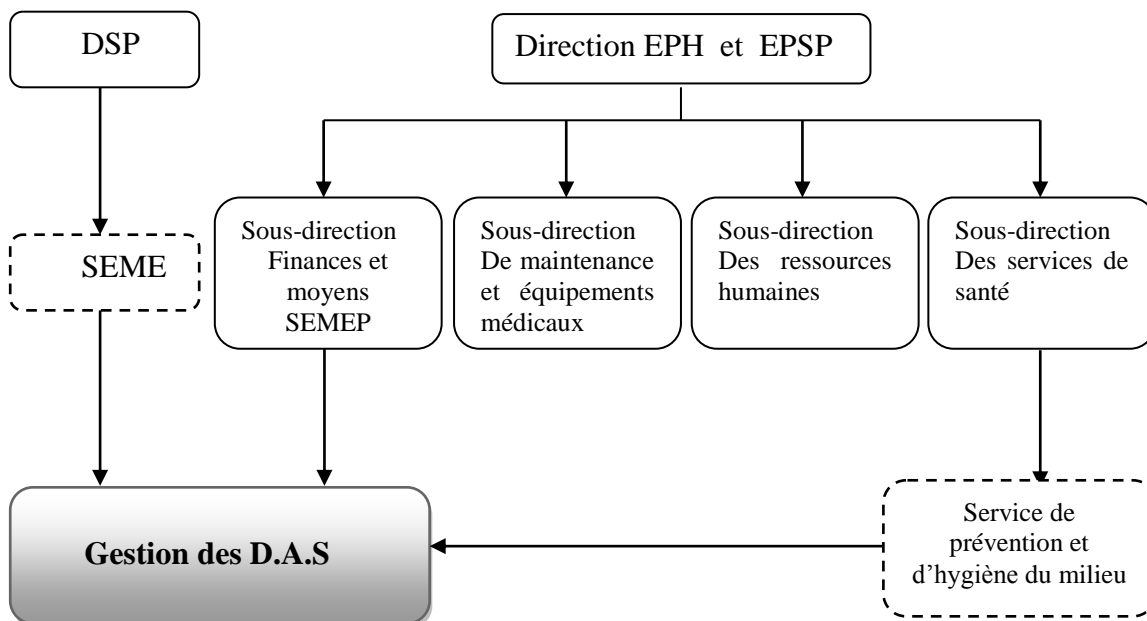 DSP
Direction EPH et EPSP
SEME
Sous-direction
Finances et
moyens
SEMEP
Sous-direction
De maintenance
et équipements
médicaux
Sous-direction
Des ressources
humaines
Sous-direction
Des services de
santé
Gestion des D.A.S
Service de
prévention et
d’hygiène du milieu